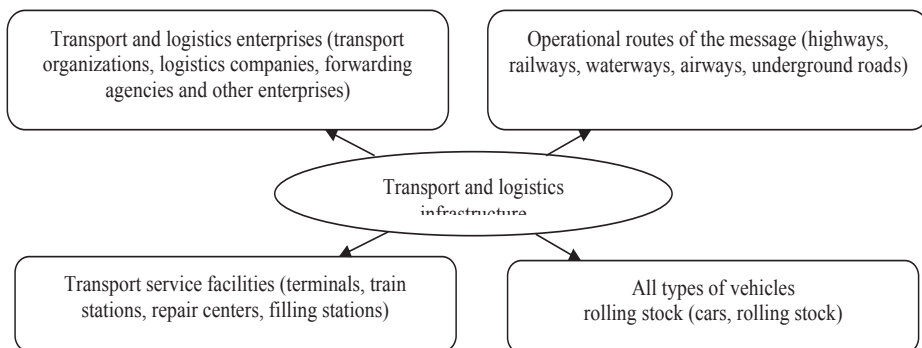 Transport and logistics enterprises (transport
organizations, logistics companies, forwarding
agencies and other enterprises)
Operational routes of the message (highways,
railways, waterways, airways, underground roads)
Transport and logistics
infrastructure
Transport service facilities (terminals, train
stations, repair centers, filling stations)
All types of vehicles
rolling stock (cars, rolling stock)